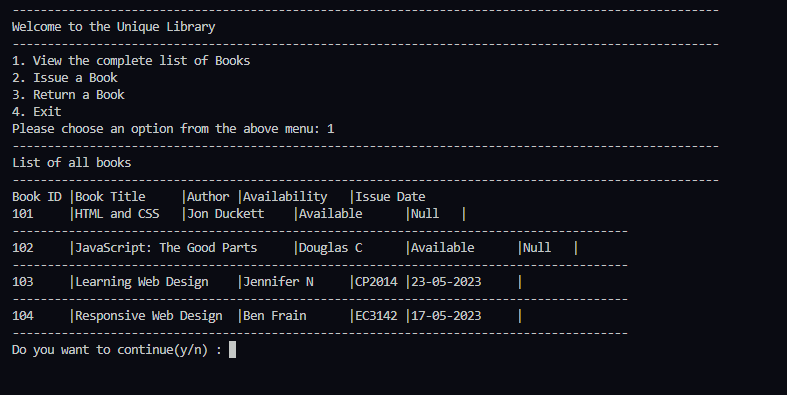 -----------------------------------------------------------------------------------------------------
Welcome to the Unique Library
-----------------------------------------------------------------------------------------------------
1. View the complete list of Books
2. Issue a Book
3. Return a Book
4. Exit
Please choose an option from the above menu: 1
-----------------------------------------------------------------------------------------------------
List of all books
-----------------------------------------------------------------------------------------------------
Book ID |Book Title     |Author |Availability   |Issue Date
101     |HTML and CSS   |Jon Duckett    |Available      |Null   |
----------------------------------------------------------------------------------------
102     |JavaScript: The Good Parts     |Douglas C      |Available      |Null   |
----------------------------------------------------------------------------------------
103     |Learning Web Design    |Jennifer N     |CP2014 |23-05-2023     |
----------------------------------------------------------------------------------------
104     |Responsive Web Design  |Ben Frain      |EC3142 |17-05-2023     |
----------------------------------------------------------------------------------------
Do you want to continue(y/n) :